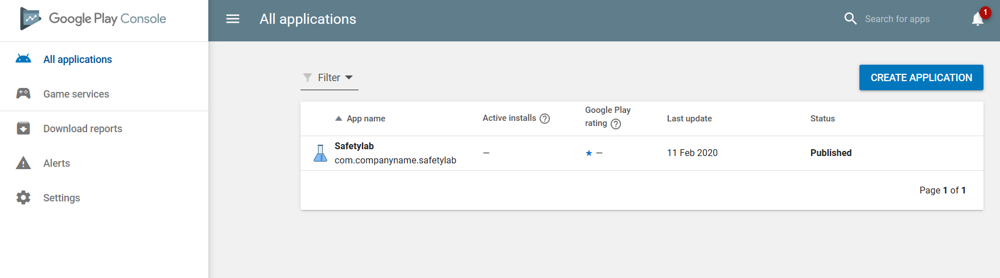 Google Play Console
All applications
Search for apps
1
All applications
Game services
Download reports
Alerts
Settings
Filter
CREATE APPLICATION
App name
Active installs ?
Google Play
rating ?
Last update
Status
Safetylab
com.companyname.safetylab
–
★ –
11 Feb 2020
Published
Page 1 of 1